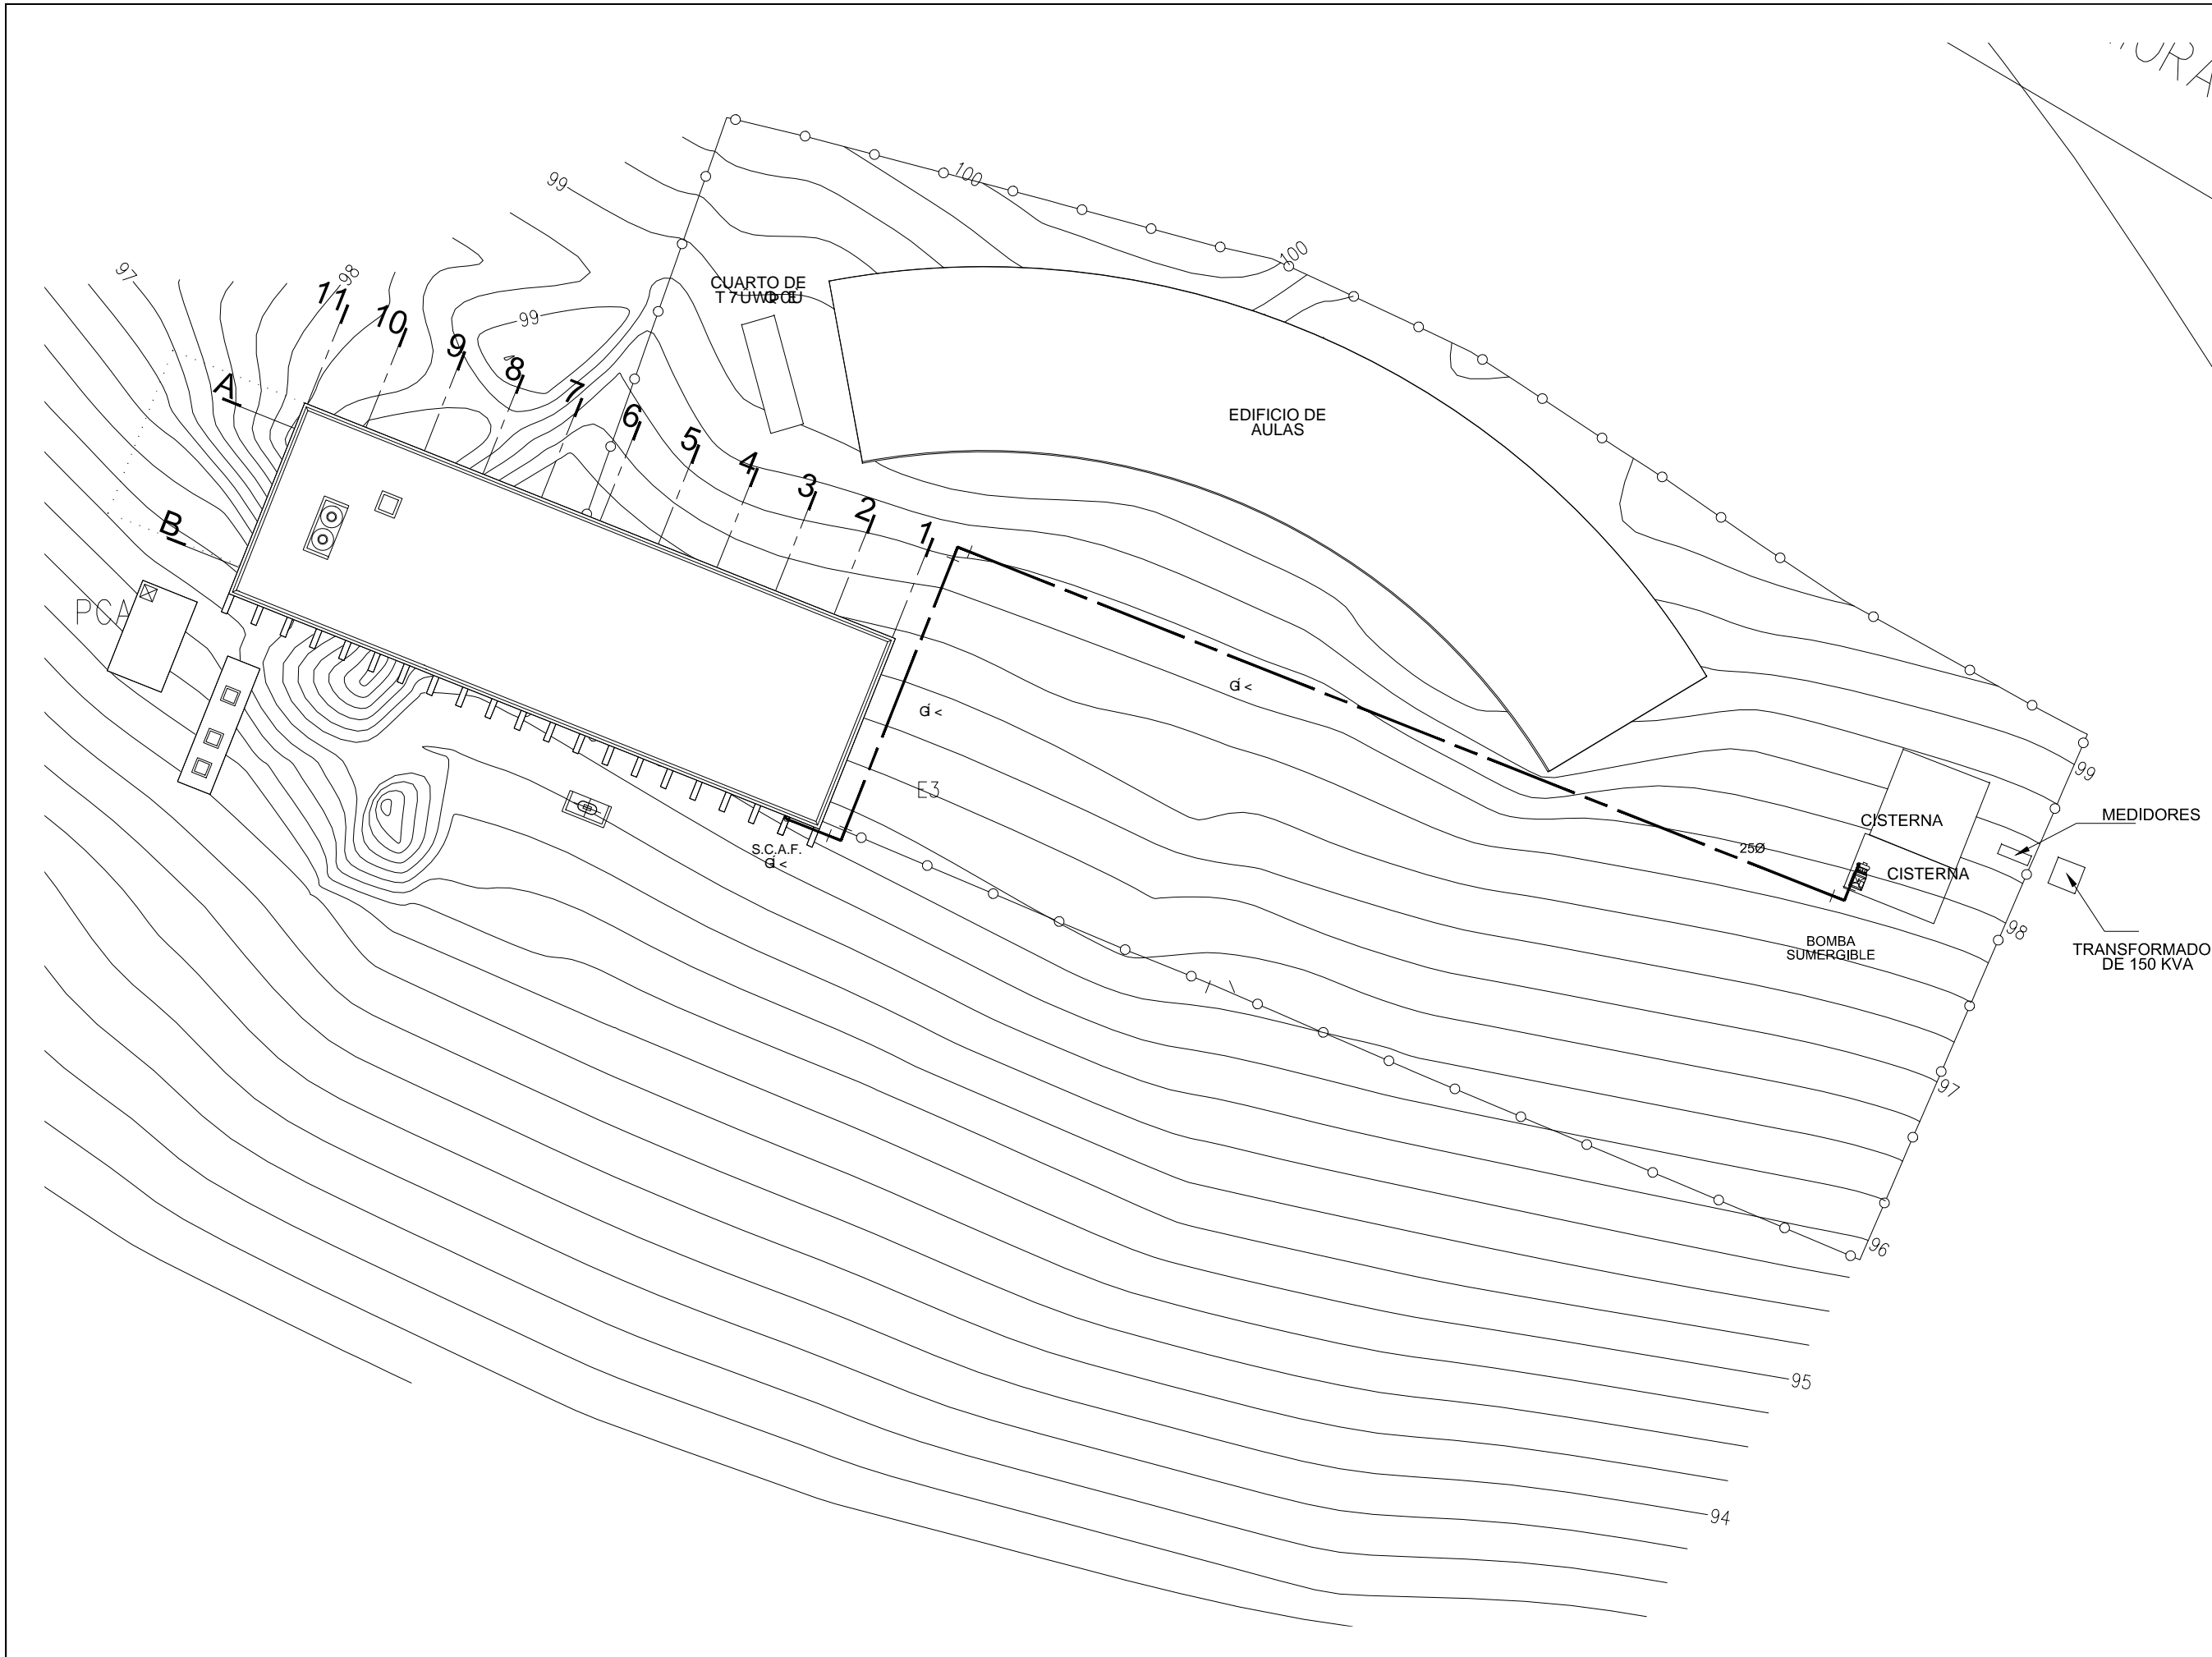 100
99
100
97
98
11
CUARTO DE
10
99
9
8
7
A
6
EDIFICIO DE
AULAS
5
4
3
B
2
1
PCA
E3
99
MEDIDORES
CISTERNA
S.C.A.F.
25Ø
CISTERNA
98
BOMBA
SUMERGIBLE
TRANSFORMADO
DE 150 KVA
97
96
95
94